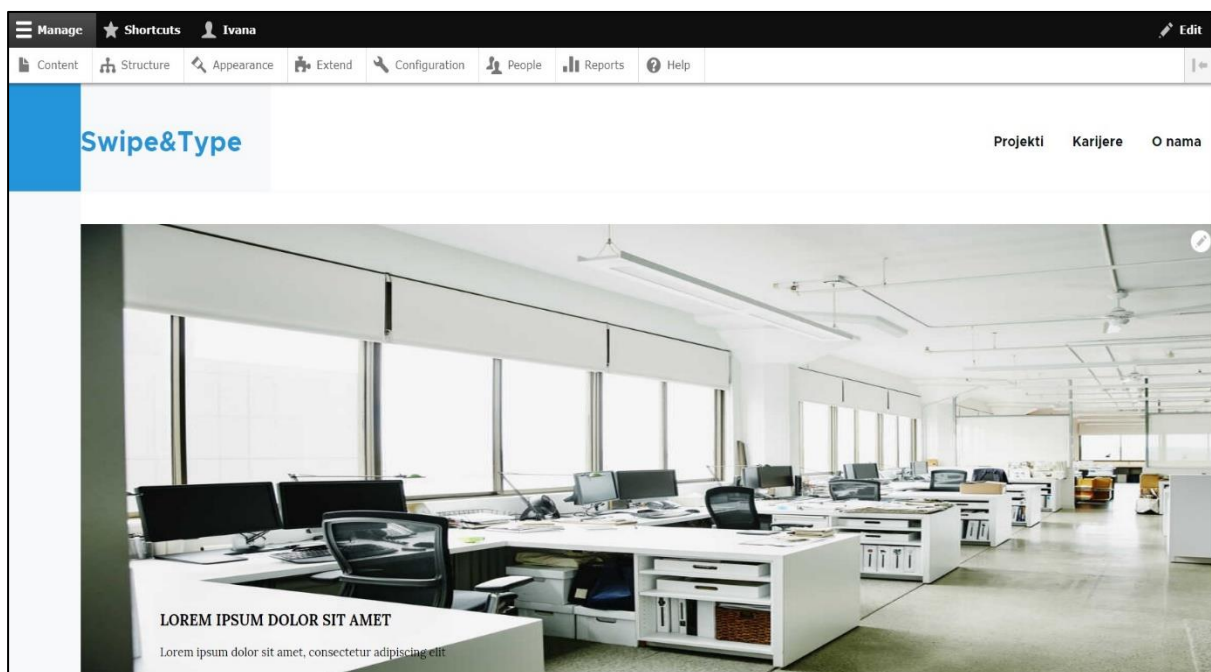 Manage Shortcuts Ivana Edit
Content Structure Appearance Extend Configuration People Reports Help
Swipe&Type
Projekti Karijere O nama
LOREM IPSUM DOLOR SIT AMET
Lorem ipsum dolor sit amet, consectetur adipiscing elit